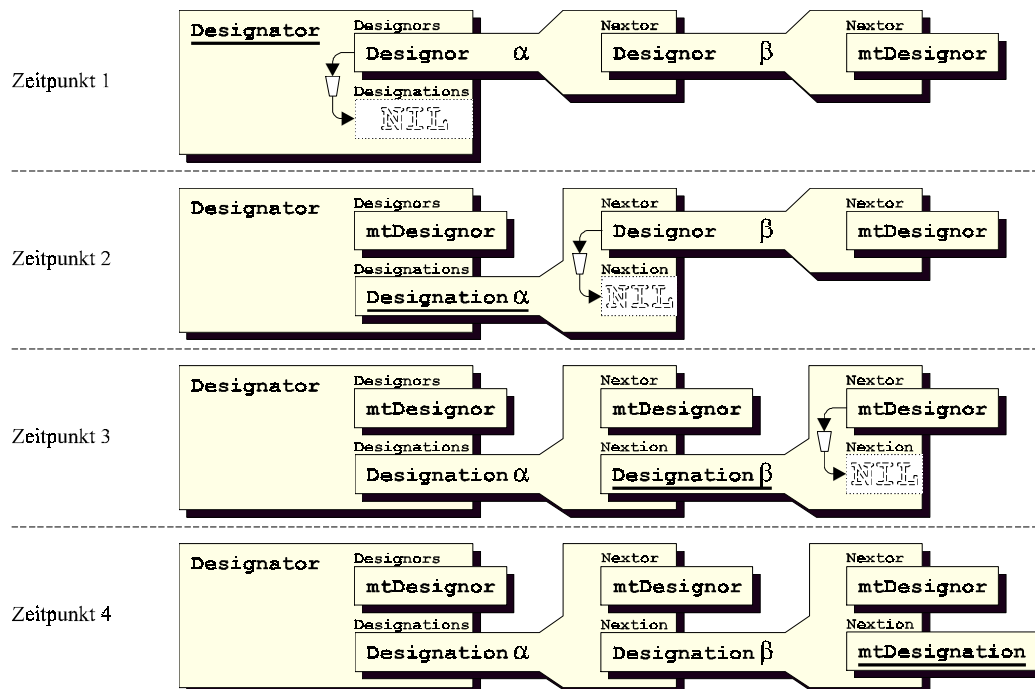 Designors Nextor Nextor
Designator
Designor α Designor β mtDesignor
Zeitpunkt 1
Designations
NIL
Designors Nextor Nextor
Designator
mtDesignor Designor β mtDesignor
Zeitpunkt 2
Designations Nextion
Designation α NIL
Designors Nextor Nextor
Designator
mtDesignor mtDesignor mtDesignor
Zeitpunkt 3
Designations Nextion Nextion
Designation α Designation β NIL
Designors Nextor Nextor
Designator
mtDesignor mtDesignor mtDesignor
Zeitpunkt 4
Designations Nextion Nextion
Designation α Designation β mtDesignation